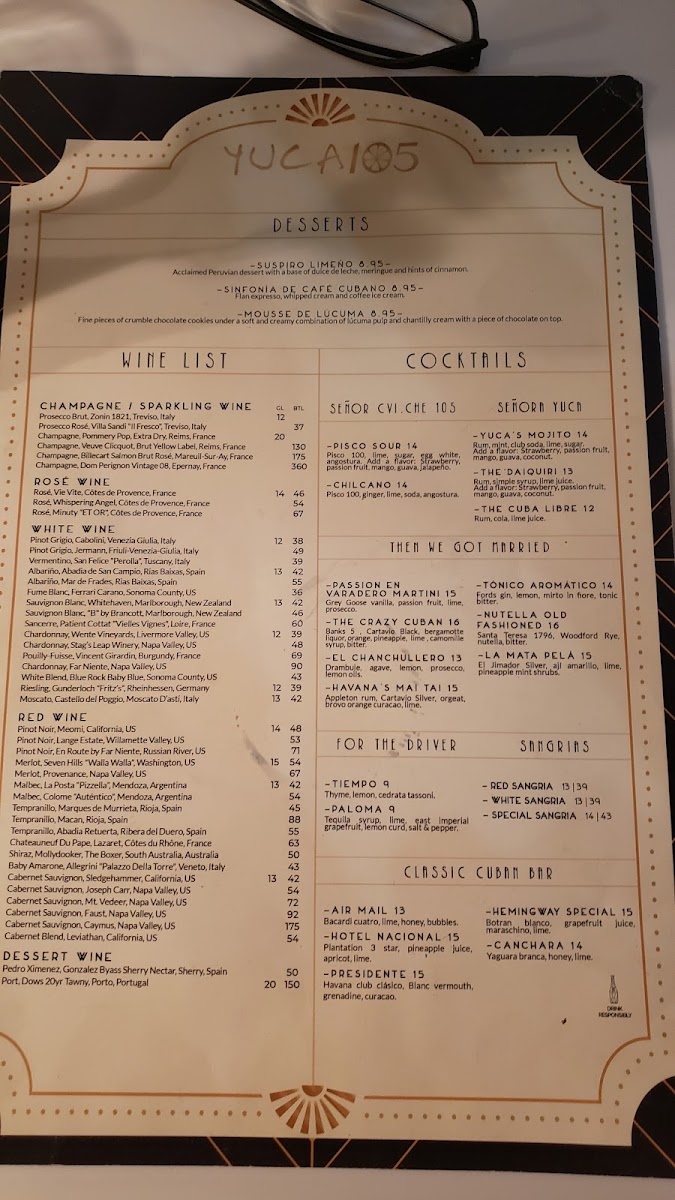 YUCA105
DESSERTS
-SUSPIRO LIMEÑO 8.95-
Acclaimed Peruvian dessert with a base of dulce de leche, meringue and hints of cinnamon.
-SINFONÍA DE CAFÉ CUBANO 8.95-
Flan expresso, whipped cream and coffee ice cream.
-MOUSSE DE LÚCUMA 8.95-
Fine pieces of crumble chocolate cookies under a soft and creamy combination of lúcuma pulp and chantilly cream with a piece of chocolate on top.
WINE LIST
CHAMPAGNE / SPARKLING WINE GL BTL
Prosecco Brut, Zonin 1821, Treviso, Italy 12
Prosecco Rosé, Villa Sandi "Il Fresco", Treviso, Italy 37
Champagne, Pommery Pop, Extra Dry, Reims, France 20
Champagne, Veuve Clicquot, Brut Yellow Label, Reims, France 130
Champagne, Billecart Salmon Brut Rosé, Mareuil-Sur-Ay, France 175
Champagne, Dom Perignon Vintage 08, Epernay, France 360
ROSÉ WINE
Rosé, Vie Vite, Côtes de Provence, France 14 46
Rosé, Whispering Angel, Côtes de Provence, France 54
Rosé, Minuty "ET OR", Côtes de Provence, France 67
WHITE WINE
Pinot Grigio, Cabolini, Venezia Giulia, Italy 12 38
Pinot Grigio, Jermann, Friuli-Venezia-Giulia, Italy 49
Vermentino, San Felice "Perolla", Tuscany, Italy 39
Albariño, Abadia de San Campio, Rias Baixas, Spain 13 42
Albariño, Mar de Frades, Rias Baixas, Spain 55
Fume Blanc, Ferrari Carano, Sonoma County, US 36
Sauvignon Blanc, Whitehaven, Marlborough, New Zealand 13 42
Sauvignon Blanc, "B" by Brancott, Marlborough, New Zealand 46
Sancerre, Patient Cottat "Vielles Vignes", Loire, France 60
Chardonnay, Wente Vineyards, Livermore Valley, US 12 39
Chardonnay, Stag's Leap Winery, Napa Valley, US 48
Pouilly-Fuisse, Vincent Girardin, Burgundy, France 69
Chardonnay, Far Niente, Napa Valley, US 90
White Blend, Blue Rock Baby Blue, Sonoma County, US 43
Riesling, Gunderloch "Fritz's", Rheinhessen, Germany 12 39
Moscato, Castello del Poggio, Moscato D'asti, Italy 13 42
RED WINE
Pinot Noir, Meomi, California, US 14 48
Pinot Noir, Lange Estate, Willamette Valley, US 53
Pinot Noir, En Route by Far Niente, Russian River, US 71
Merlot, Seven Hills "Walla Walla", Washington, US 15 54
Merlot, Provenance, Napa Valley, US 67
Malbec, La Posta "Pizzella", Mendoza, Argentina 13 42
Malbec, Colome "Auténtico", Mendoza, Argentina 54
Tempranillo, Marques de Murrieta, Rioja, Spain 45
Tempranillo, Macan, Rioja, Spain 88
Tempranillo, Abadia Retuerta, Ribera del Duero, Spain 55
Chateauneuf Du Pape, Lazaret, Côtes du Rhône, France 63
Shiraz, Mollydooker, The Boxer, South Australia, Australia 50
Baby Amarone, Allegrini "Palazzo Della Torre", Veneto, Italy 43
Cabernet Sauvignon, Sledgehammer, California, US 13 42
Cabernet Sauvignon, Joseph Carr, Napa Valley, US 54
Cabernet Sauvignon, Mt. Vedeer, Napa Valley, US 72
Cabernet Sauvignon, Faust, Napa Valley, US 92
Cabernet Sauvignon, Caymus, Napa Valley, US 175
Cabernet Blend, Leviathan, California, US 54
DESSERT WINE
Pedro Ximenez, Gonzalez Byass Sherry Nectar, Sherry, Spain 50
Port, Dows 20yr Tawny, Porto, Portugal 20 150
COCKTAILS
SEÑOR CVI.CHE 105
-PISCO SOUR 14
Pisco 100, lime, sugar, egg white,
angostura. Add a flavor: Strawberry,
passion fruit, mango, guava, jalapeño.
-CHILCANO 14
Pisco 100, ginger, lime, soda, angostura.
SEÑORA YUCA
-YUCA'S MOJITO 14
Rum, mint, club soda, lime, sugar.
Add a flavor: Strawberry, passion fruit,
mango, guava, coconut.
-THE DAIQUIRI 13
Rum, simple syrup, lime juice.
Add a flavor: Strawberry, passion fruit,
mango, guava, coconut.
-THE CUBA LIBRE 12
Rum, cola, lime juice.
THEN WE GOT MARRIED
-PASSION EN
VARADERO MARTINI 15
Grey Goose vanilla, passion fruit, lime,
prosecco.
-THE CRAZY CUBAN 16
Banks 5 , Cartavio Black, bergamotte
liquor, orange, pineapple, lime , camomille
syrup, bitter.
-EL CHANCHULLERO 13
Drambuie, agave, lemon, prosecco,
lemon oils.
-HAVANA'S MAI TAI 15
Appleton rum, Cartavio Silver, orgeat,
brovo orange curacao, lime.
-TÓNICO AROMÁTICO 14
Fords gin, lemon, mirto in fiore, tonic
bitter.
-NUTELLA OLD
FASHIONED 16
Santa Teresa 1796, Woodford Rye,
nutella, bitter.
-LA MATA PELÁ 15
El Jimador Silver, ají amarillo, lime,
pineapple mint shrubs.
FOR THE DRIVER
-TIEMPO 9
Thyme, lemon, cedrata tassoni.
-PALOMA 9
Tequila syrup, lime, east imperial
grapefruit, lemon curd, salt & pepper.
SANGRIAS
- RED SANGRIA 13|39
- WHITE SANGRIA 13|39
- SPECIAL SANGRIA 14|43
CLASSIC CUBAN BAR
-AIR MAIL 13
Bacardi cuatro, lime, honey, bubbles.
-HOTEL NACIONAL 15
Plantation 3 star, pineapple juice,
apricot, lime.
-PRESIDENTE 15
Havana club clásico, Blanc vermouth,
grenadine, curacao.
-HEMINGWAY SPECIAL 15
Botran blanco, grapefruit juice,
maraschino, lime.
-CANCHARA 14
Yaguara branca, honey, lime.
DRINK
RESPONSIBLY